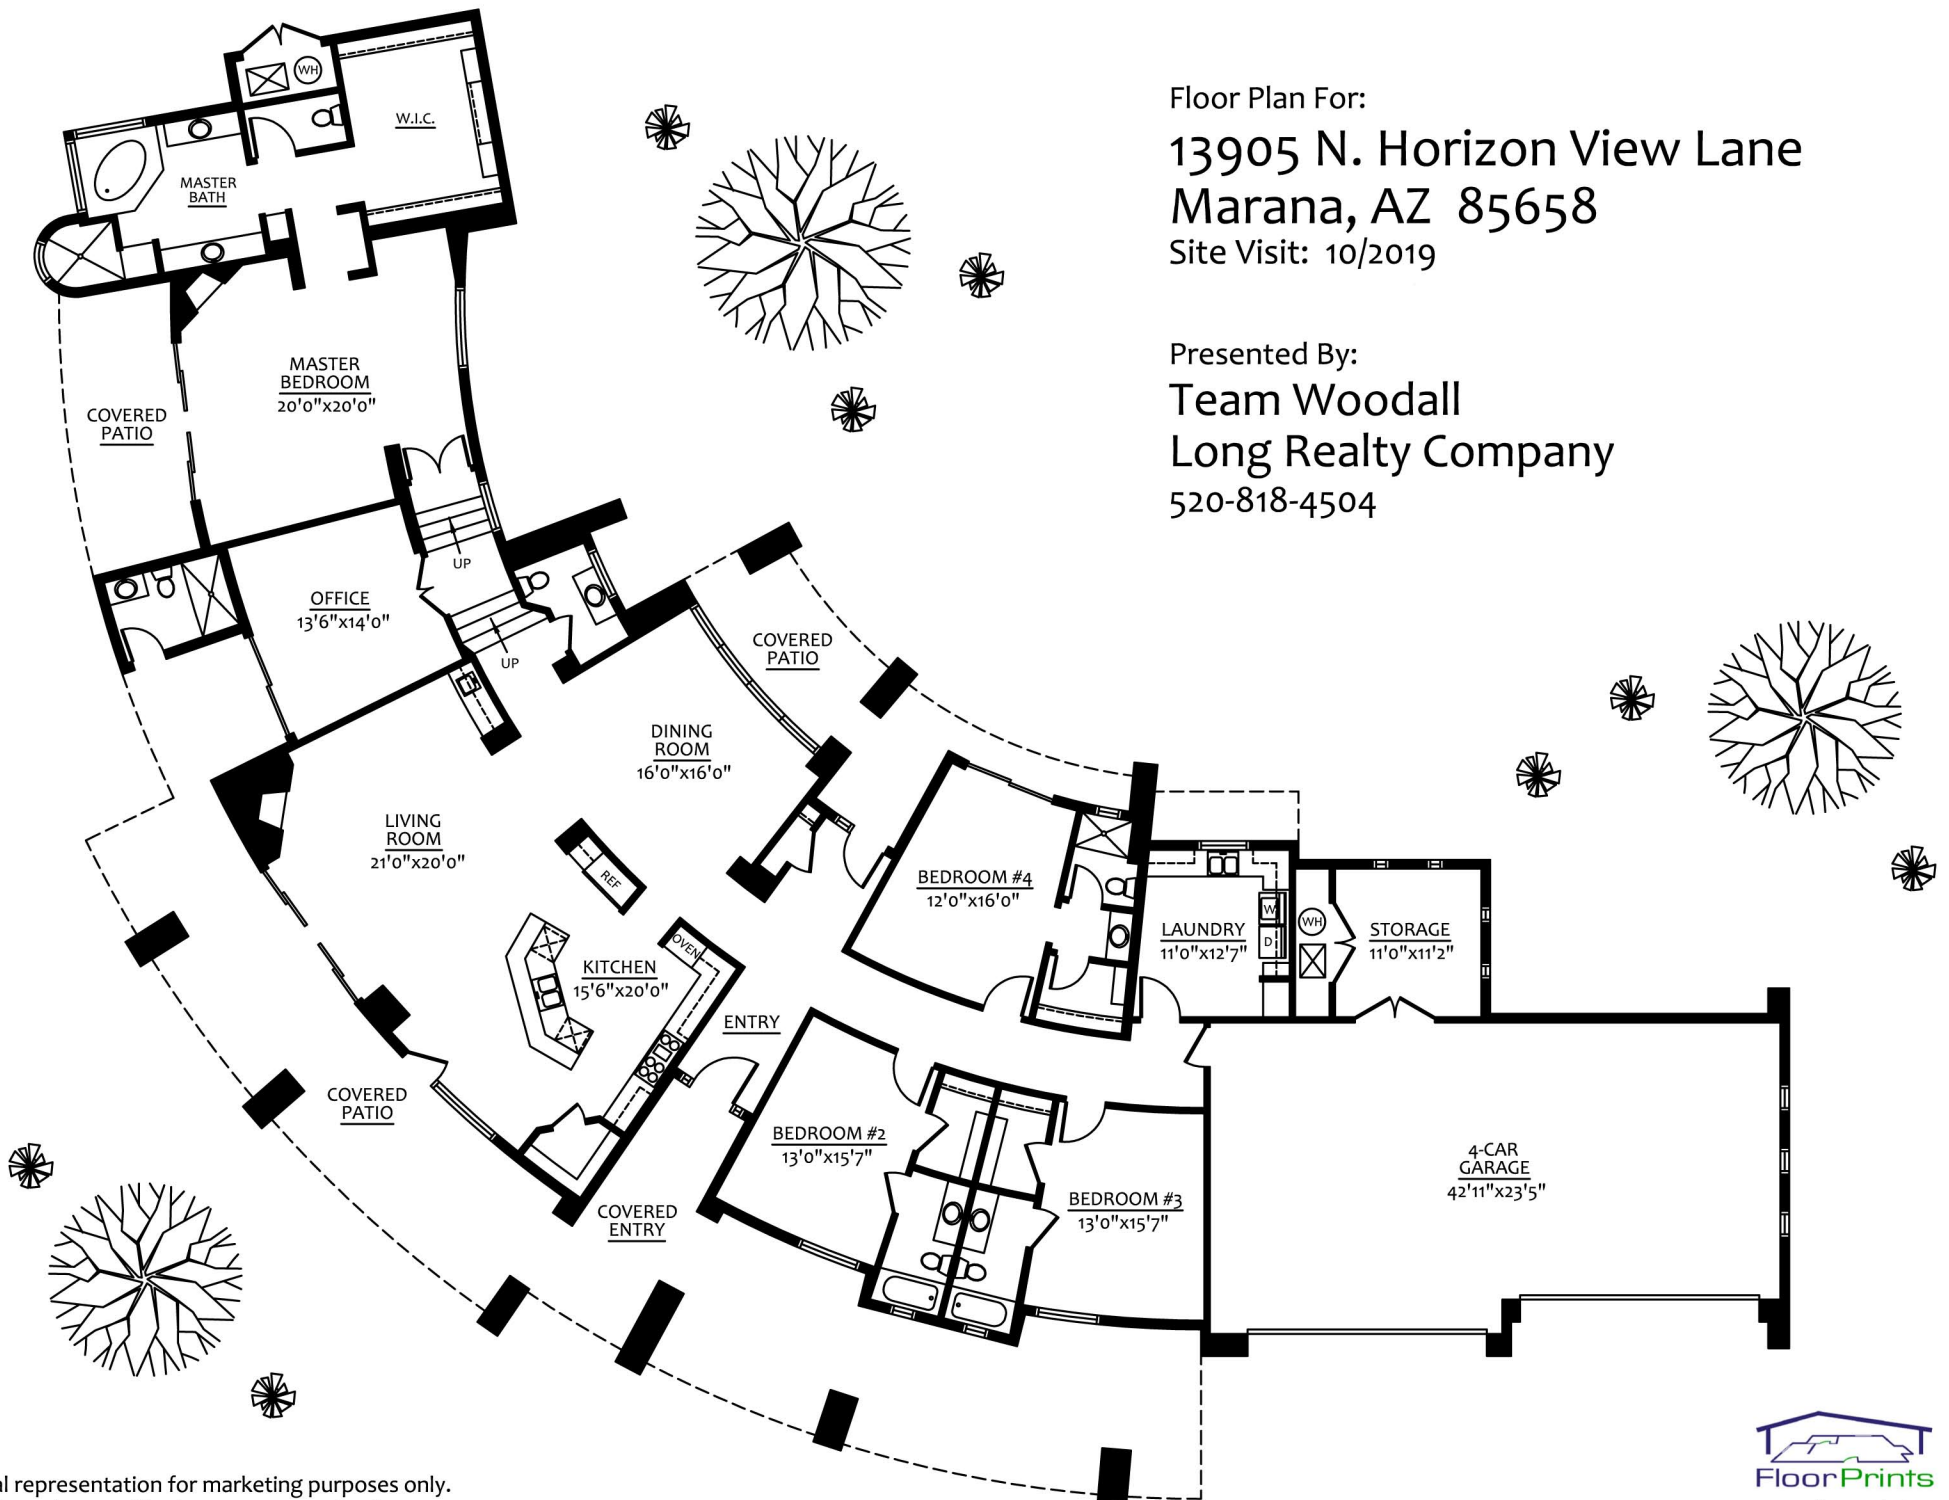 Floor Plan For:
13905 N. Horizon View Lane
Marana, AZ 85658
Site Visit: 10/2019
Presented By:
Team Woodall
Long Realty Company
520-818-4504
WH
W.I.C.
MASTER
BATH
MASTER
BEDROOM
20'0"x20'0"
COVERED
PATIO
UP
OFFICE
13'6"x14'0"
UP
COVERED
PATIO
DINING
ROOM
16'0"x16'0"
LIVING
ROOM
21'0"x20'0"
REF
BEDROOM #4
12'0"x16'0"
OVEN
KITCHEN
15'6"x20'0"
LAUNDRY
11'0"x12'7"
W
D
WH
STORAGE
11'0"x11'2"
ENTRY
COVERED
PATIO
BEDROOM #2
13'0"x15'7"
BEDROOM #3
13'0"x15'7"
4-CAR
GARAGE
42'11"x23'5"
COVERED
ENTRY
representation for marketing purposes only.
FloorPrints